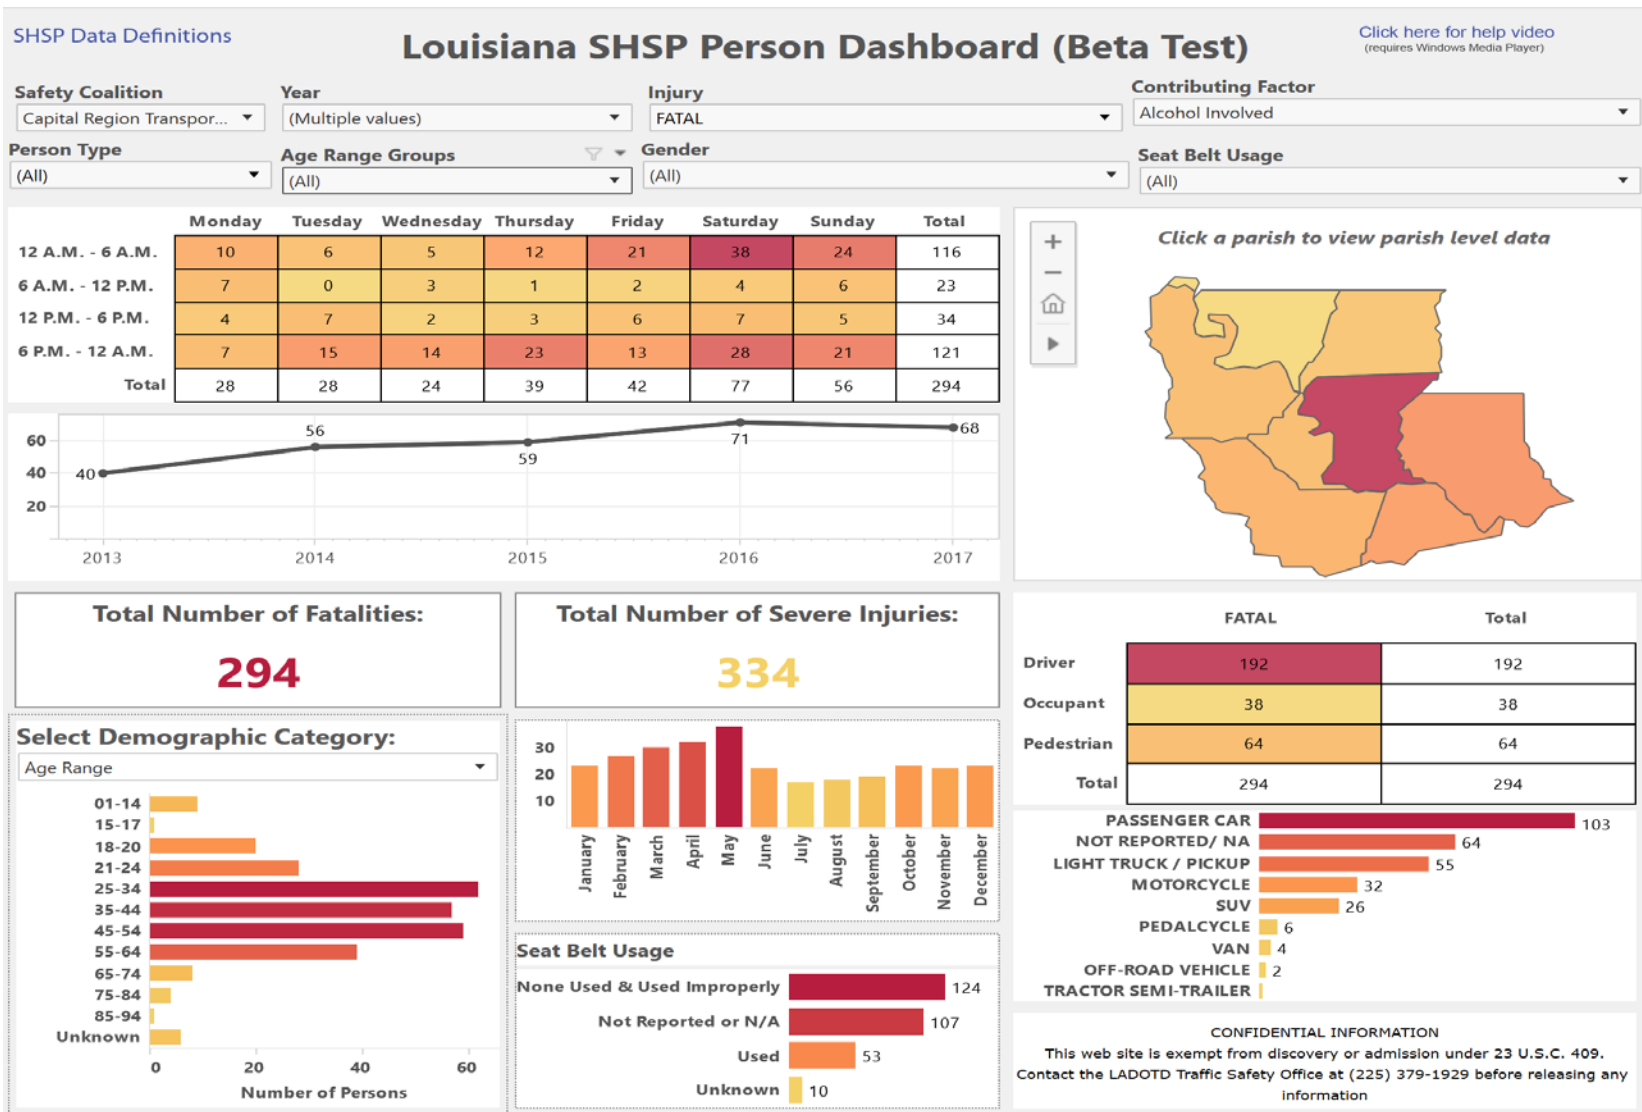 SHSP Data Definitions
Louisiana SHSP Person Dashboard (Beta Test)
Click here for help video
(requires Windows Media Player)
Safety Coalition
Capital Region Transpor...
Year
(Multiple values)
Injury
FATAL
Contributing Factor
Alcohol Involved
Person Type
(All)
Age Range Groups
(All)
Gender
(All)
Seat Belt Usage
(All)
Monday Tuesday Wednesday Thursday Friday Saturday Sunday Total
12 A.M. - 6 A.M. 10 6 5 12 21 38 24 116
6 A.M. - 12 P.M. 7 0 3 1 2 4 6 23
12 P.M. - 6 P.M. 4 7 2 3 6 7 5 34
6 P.M. - 12 A.M. 7 15 14 23 13 28 21 121
Total 28 28 24 39 42 77 56 294
Click a parish to view parish level data
60
40
20
40 56 59 71 68
2013 2014 2015 2016 2017
Total Number of Fatalities:
294
Total Number of Severe Injuries:
334
FATAL Total
Driver 192 192
Occupant 38 38
Pedestrian 64 64
Total 294 294
Select Demographic Category:
Age Range
01-14
15-17
18-20
21-24
25-34
35-44
45-54
55-64
65-74
75-84
85-94
Unknown
0 20 40 60
Number of Persons
30
20
10
January February March April May June July August September October November December
Seat Belt Usage
None Used & Used Improperly 124
Not Reported or N/A 107
Used 53
Unknown 10
PASSENGER CAR 103
NOT REPORTED/ NA 64
LIGHT TRUCK / PICKUP 55
MOTORCYCLE 32
SUV 26
PEDALCYCLE 6
VAN 4
OFF-ROAD VEHICLE 2
TRACTOR SEMI-TRAILER
CONFIDENTIAL INFORMATION
This web site is exempt from discovery or admission under 23 U.S.C. 409.
Contact the LADOTD Traffic Safety Office at (225) 379-1929 before releasing any
information